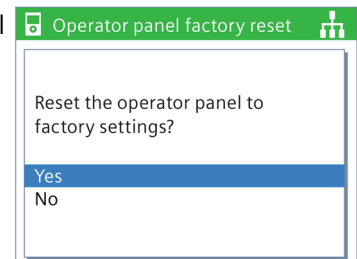 Operator panel factory reset
Reset the operator panel to
factory settings?
Yes
No